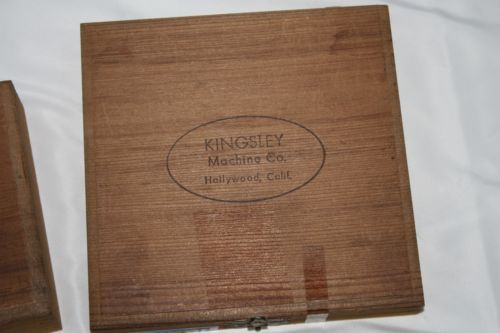 KINGSLEY
Machine Co.
Hollywood, Calif.